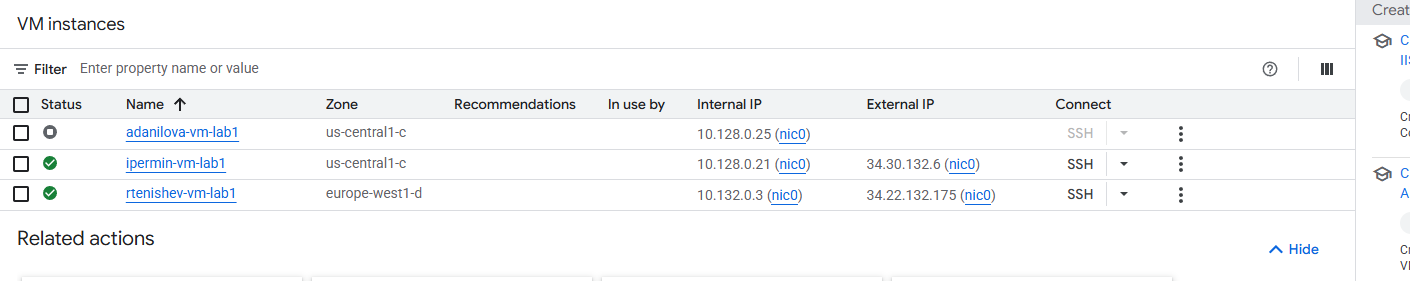 VM instances
Creat
Filter Enter property name or value
C
IIS
Status Name Zone Recommendations In use by Internal IP External IP Connect
Cr
Co
adanilova-vm-lab1 us-central1-c 10.128.0.25 (nic0) SSH
ipermin-vm-lab1 us-central1-c 10.128.0.21 (nic0) 34.30.132.6 (nic0) SSH
C
A
rtenishev-vm-lab1 europe-west1-d 10.132.0.3 (nic0) 34.22.132.175 (nic0) SSH
Related actions
Hide
Cr
VI